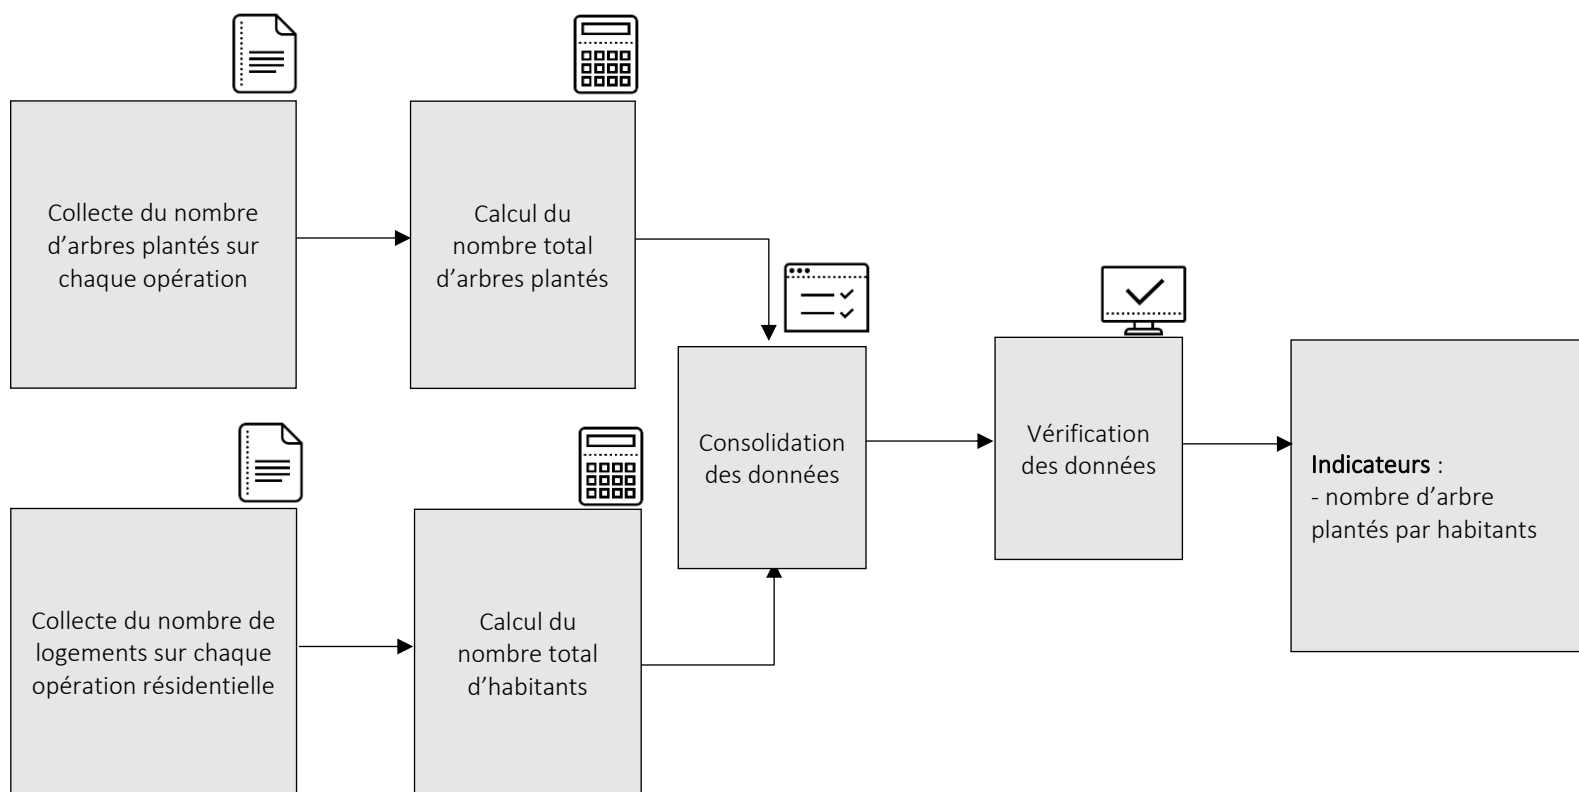 Collecte du nombre
d’arbres plantés sur
chaque opération
Calcul du
nombre total
d’arbres plantés
Collecte du nombre de
logements sur chaque
opération résidentielle
Calcul du
nombre total
d’habitants
Consolidation
des données
Vérification
des données
Indicateurs :
- nombre d’arbre
plantés par habitants